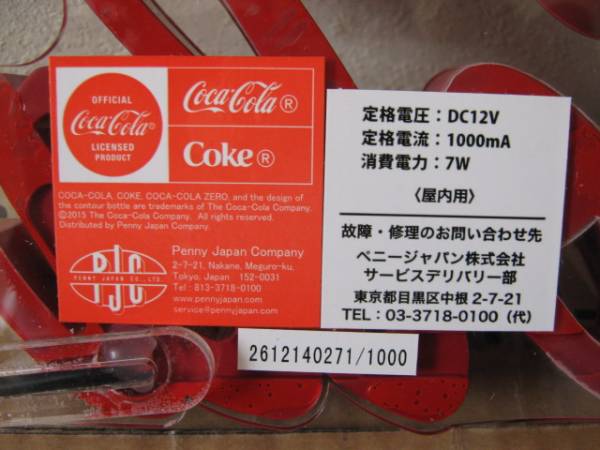 OFFICIAL
Coca-Cola®
LICENSED
PRODUCT
Coca-Cola®
Coke®
COCA-COLA, COKE, COCA-COLA ZERO, and the design of
the contour bottle are trademarks of The Coca-Cola Company.
©2015 The Coca-Cola Company. All rights reserved.
Distributed by Penny Japan Company.
PJC
PENNY JAPAN CO., LTD.
Penny Japan Company
2-7-21, Nakane, Meguro-ku,
Tokyo, Japan 152-0031
Tel : 813-3718-0100
www.pennyjapan.com
service@pennyjapan.com
定格電圧：DC12V
定格電流：1000mA
消費電力：7W
〈屋内用〉
故障・修理のお問い合わせ先
ペニージャパン株式会社
サービスデリバリー部
東京都目黒区中根 2-7-21
TEL : 03-3718-0100（代）
2612140271/1000